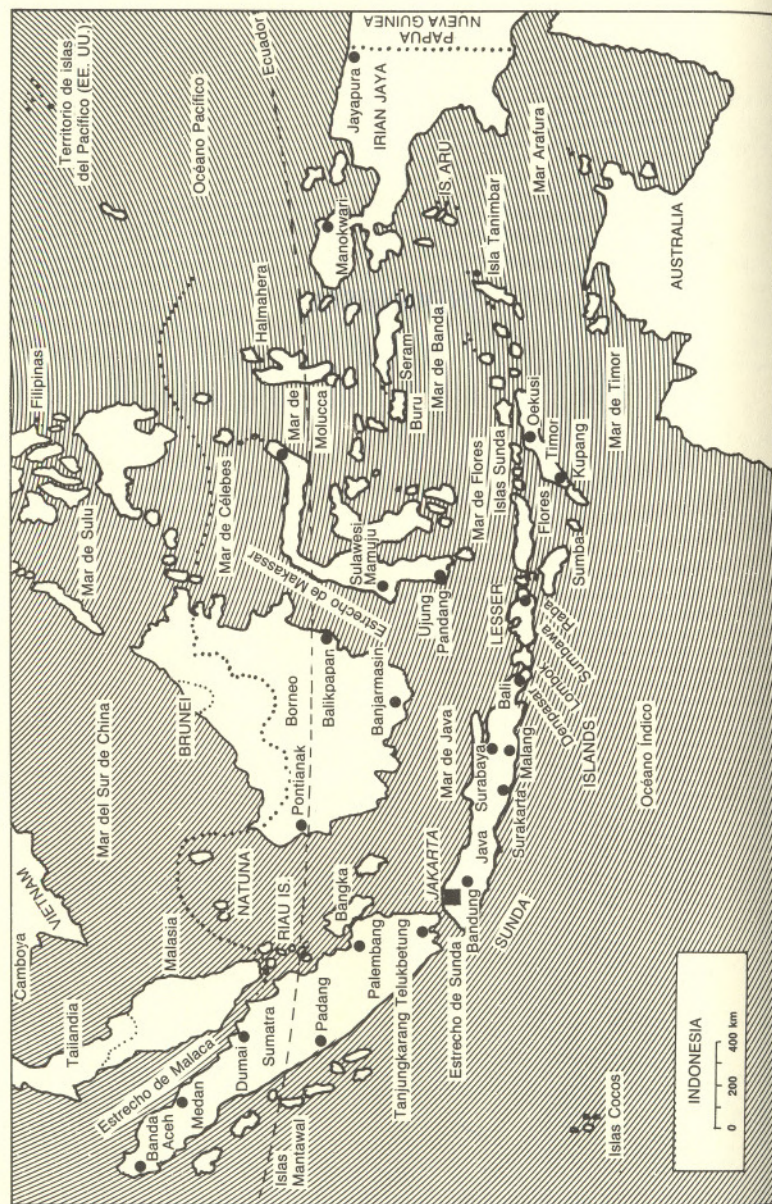 Camboya
VIETNAM
Tailandia
Malasia
Mar del Sur de China
Mar de Sulu
Filipinas
Territorio de islas
del Pacífico (EE. UU.)
Océano Pacífico
Ecuador
BRUNEI
NATUNA
RIAU IS.
Mar de Célebes
Halmahera
Mar de
Molucca
Manokwari
Jayapura
IRIAN JAYA
PAPUA
NUEVA GUINEA
Estrecho de Malaca
Banda
Aceh
Medan
Dumai
Sumatra
Padang
Islas
Mantawal
Palembang
Bangka
Tanjungkarang Telukbetung
Estrecho de Sunda
Pontianak
Borneo
Balikpapan
Banjarmasin
Estrecho de Makassar
Sulawesi
Mamuju
Ujung
Pandang
Buru
Seram
Mar de Banda
IS. ARU
Isla Tanimbar
Mar Arafura
JAKARTA
Bandung
Java
Mar de Java
Surabaya
Surakarta
Malang
Bali
Denpasar
Lombok
Sumbawa
Raba
LESSER
SUNDA
ISLANDS
Mar de Flores
Islas Sunda
Flores
Sumba
Oekusi
Timor
Kupang
Mar de Timor
AUSTRALIA
Océano Índico
Islas Cocos
INDONESIA
0 200 400 km